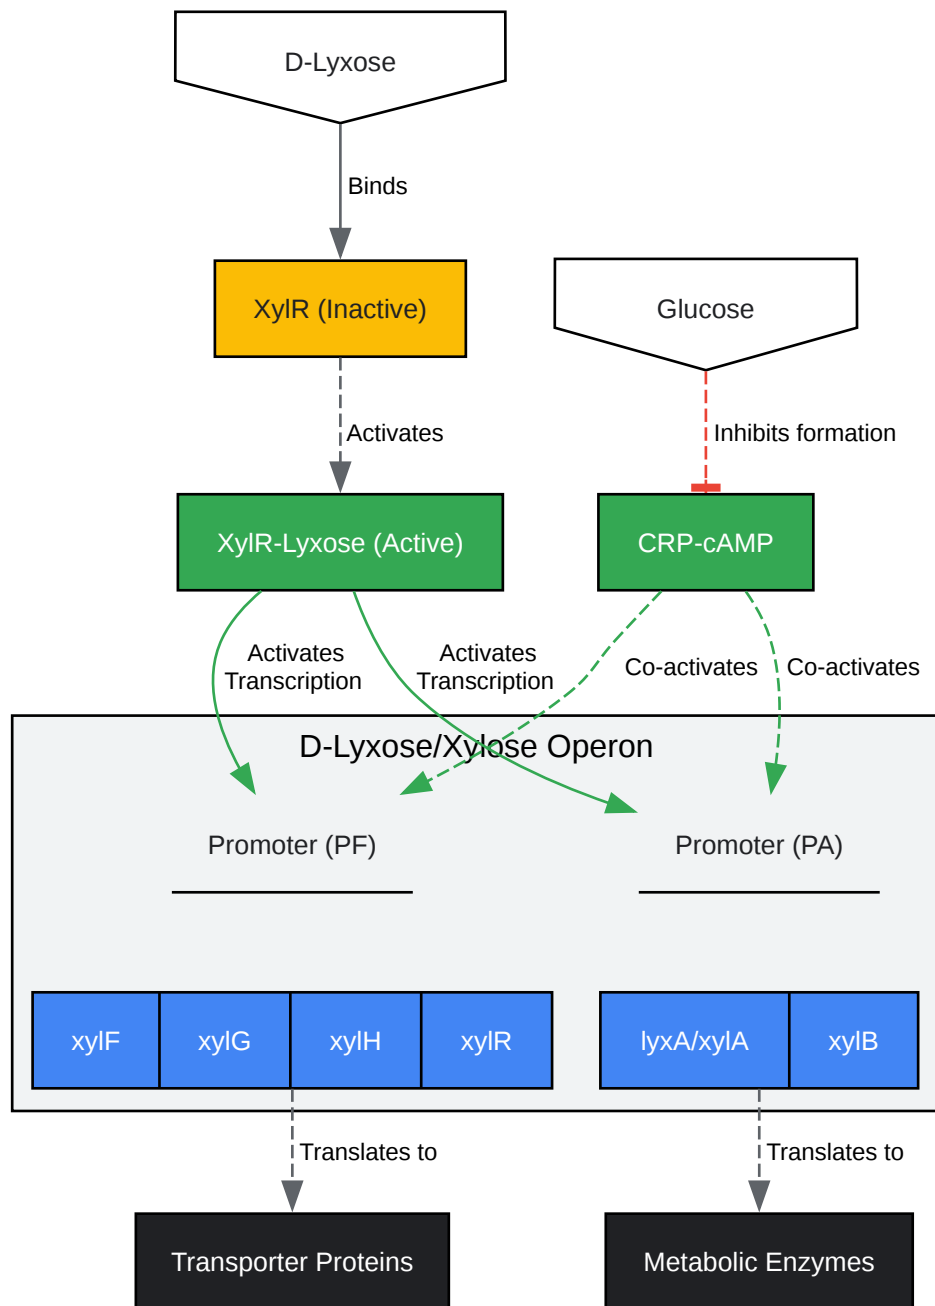 D-Lyxose
Binds
XylR (Inactive)
Glucose
Activates
Inhibits formation
XylR-Lyxose (Active)
CRP-cAMP
Activates
Transcription
Activates
Transcription
Co-activates
Co-activates
D-Lyxose/Xylose Operon
Promoter (PF)
Promoter (PA)
xylF
xylG
xylH
xylR
lyxA/xylA
xylB
Translates to
Translates to
Transporter Proteins
Metabolic Enzymes